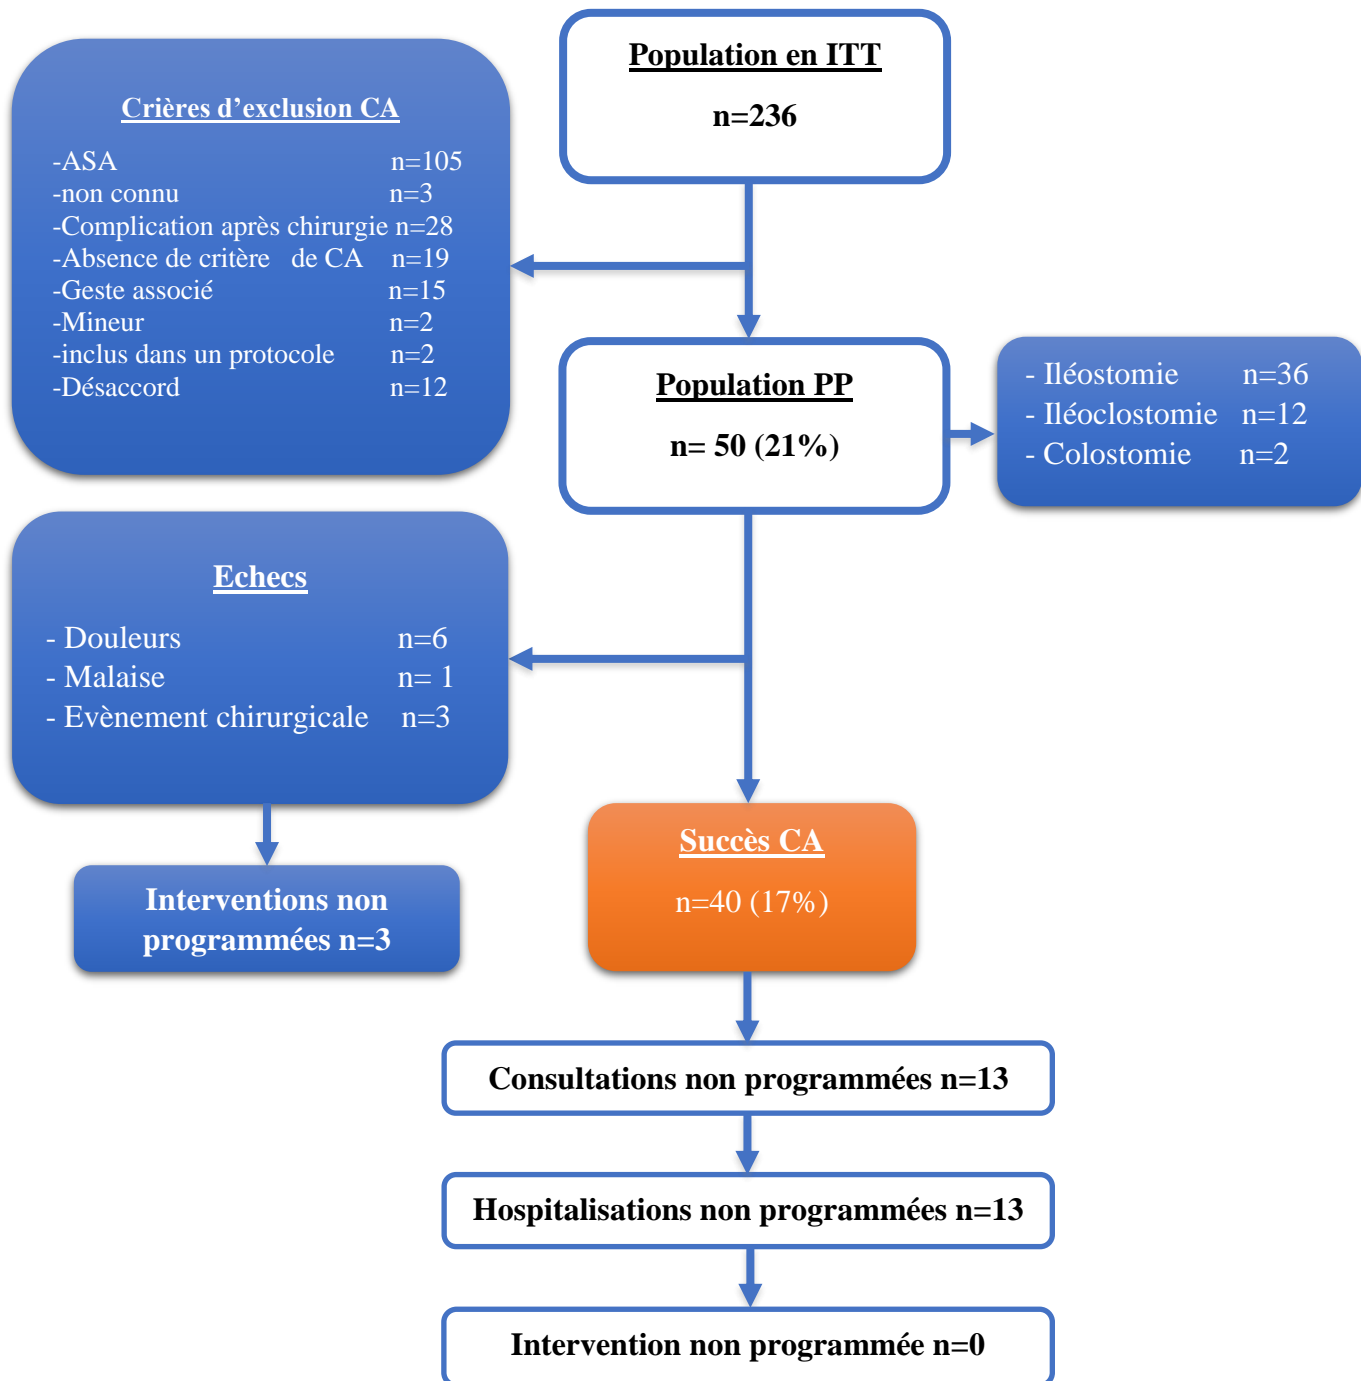 Population en ITT
n=236
Crières d'exclusion CA
-ASA n=105
-non connu n=3
-Complication après chirurgie n=28
-Absence de critère de CA n=19
-Geste associé n=15
-Mineur n=2
-inclus dans un protocole n=2
-Désaccord n=12
Population PP
n= 50 (21%)
- Iléostomie n=36
- Iléoclostomie n=12
- Colostomie n=2
Echecs
- Douleurs n=6
- Malaise n= 1
- Evènement chirurgicale n=3
Interventions non
programmées n=3
Succès CA
n=40 (17%)
Consultations non programmées n=13
Hospitalisations non programmées n=13
Intervention non programmée n=0